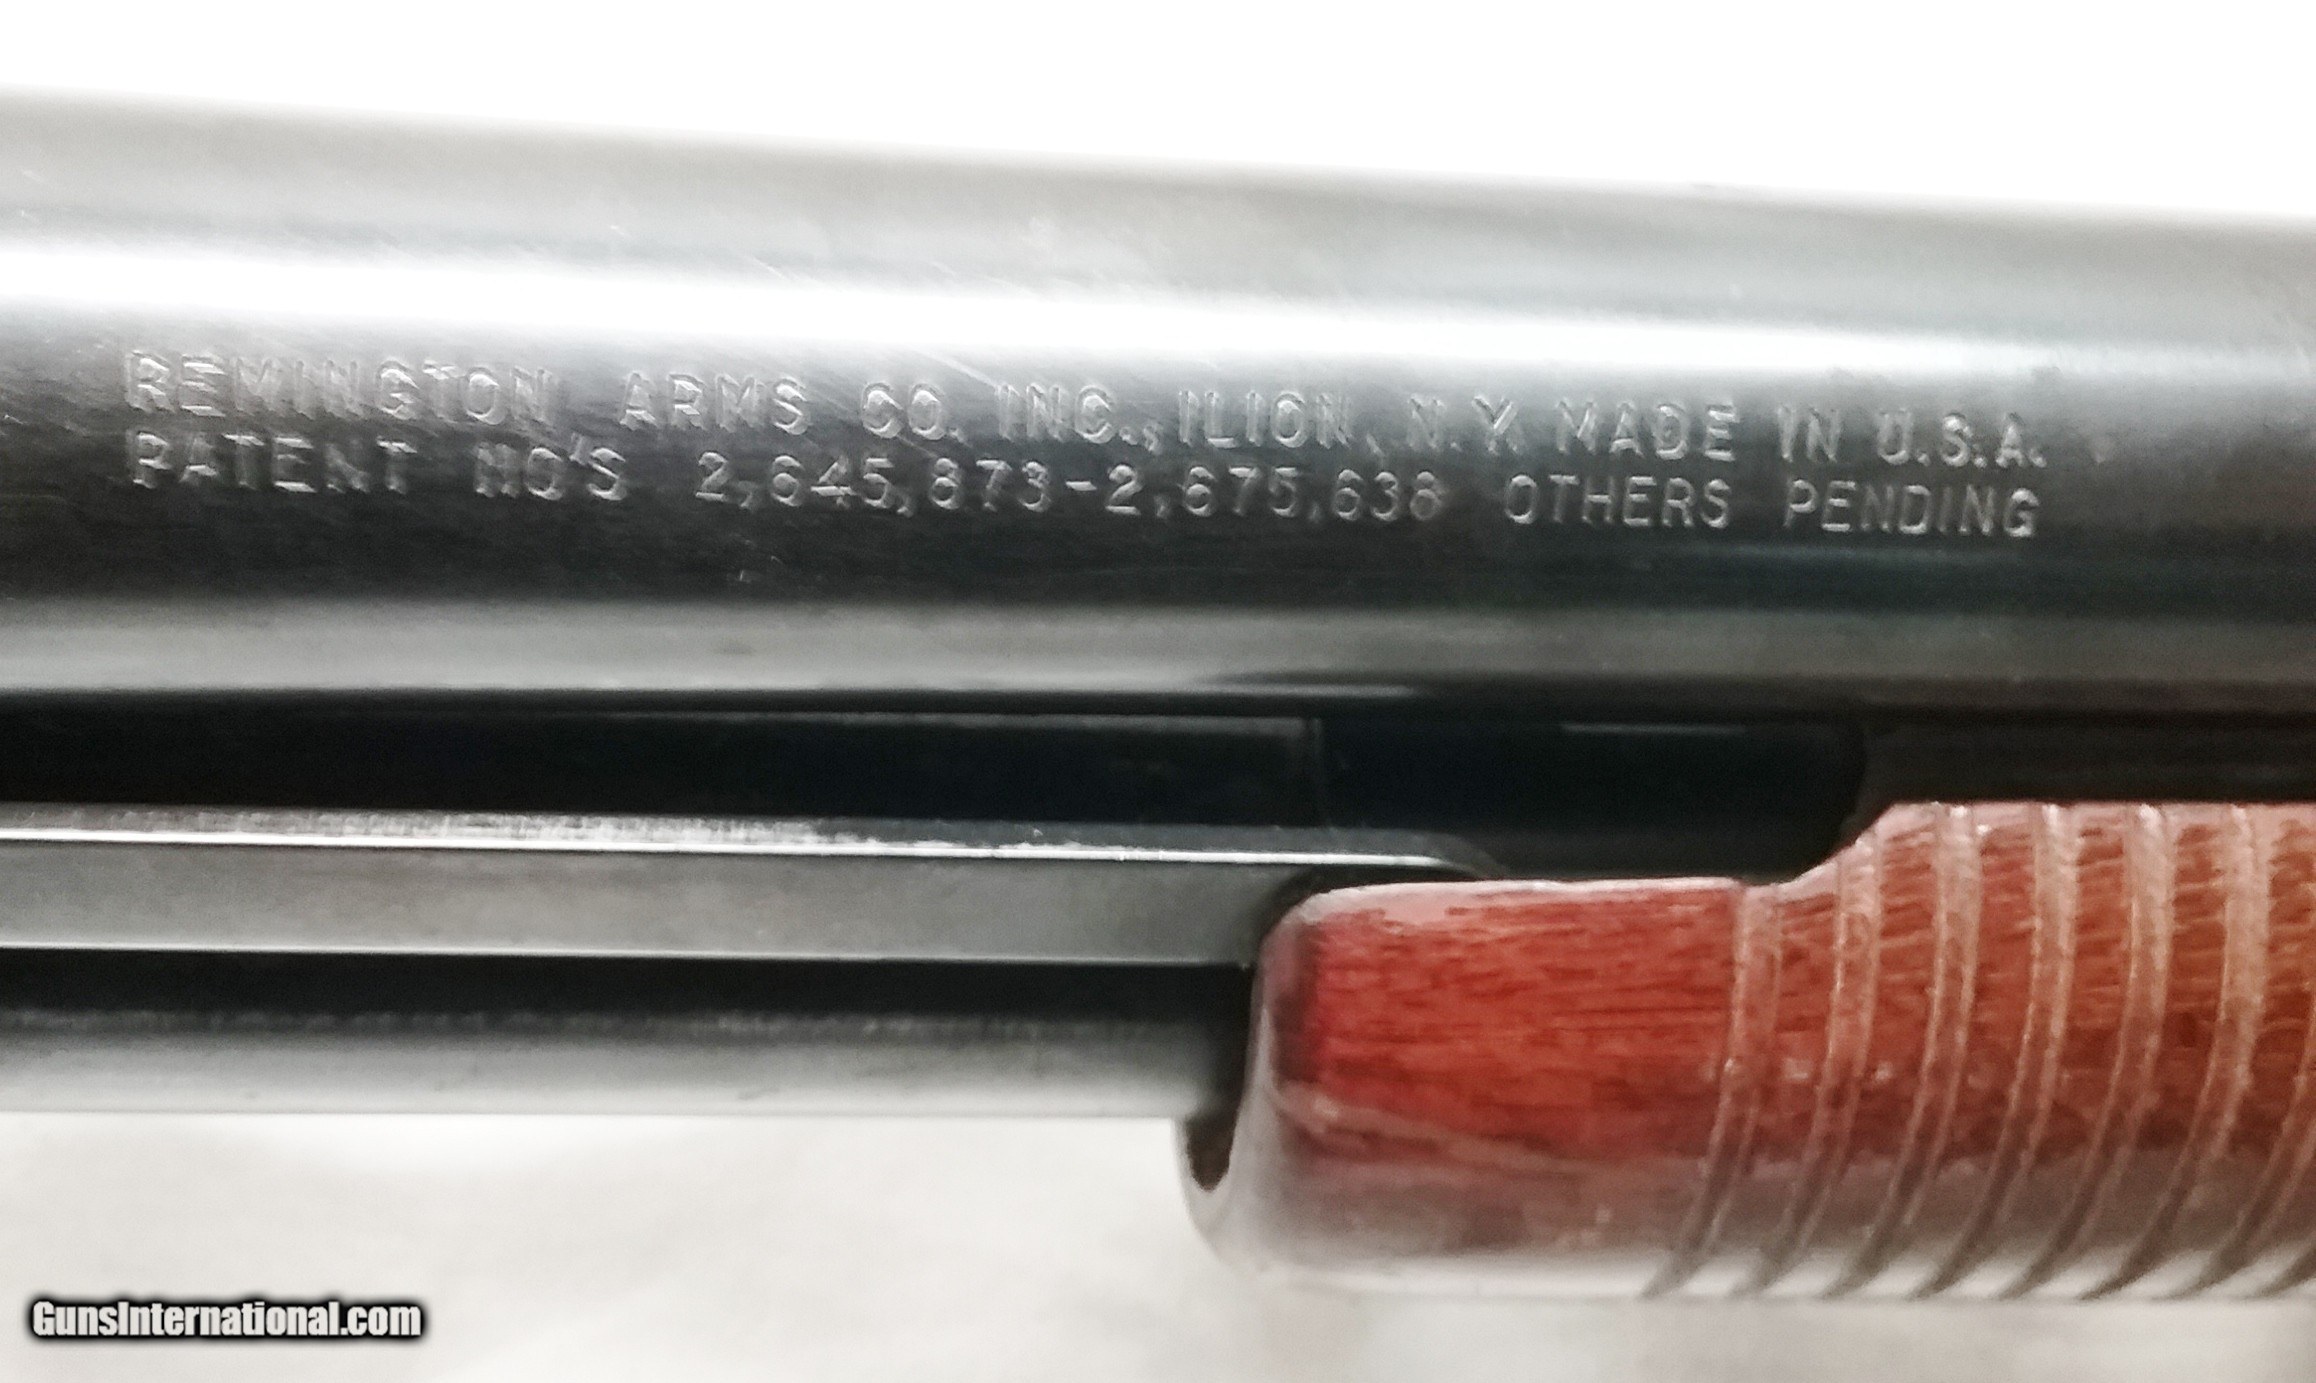 REMINGTON ARMS CO. INC., ILION, N.Y. MADE IN U.S.A.
PATENT NO'S 2,645,873-2,675,638 OTHERS PENDING
GunsInternational.com